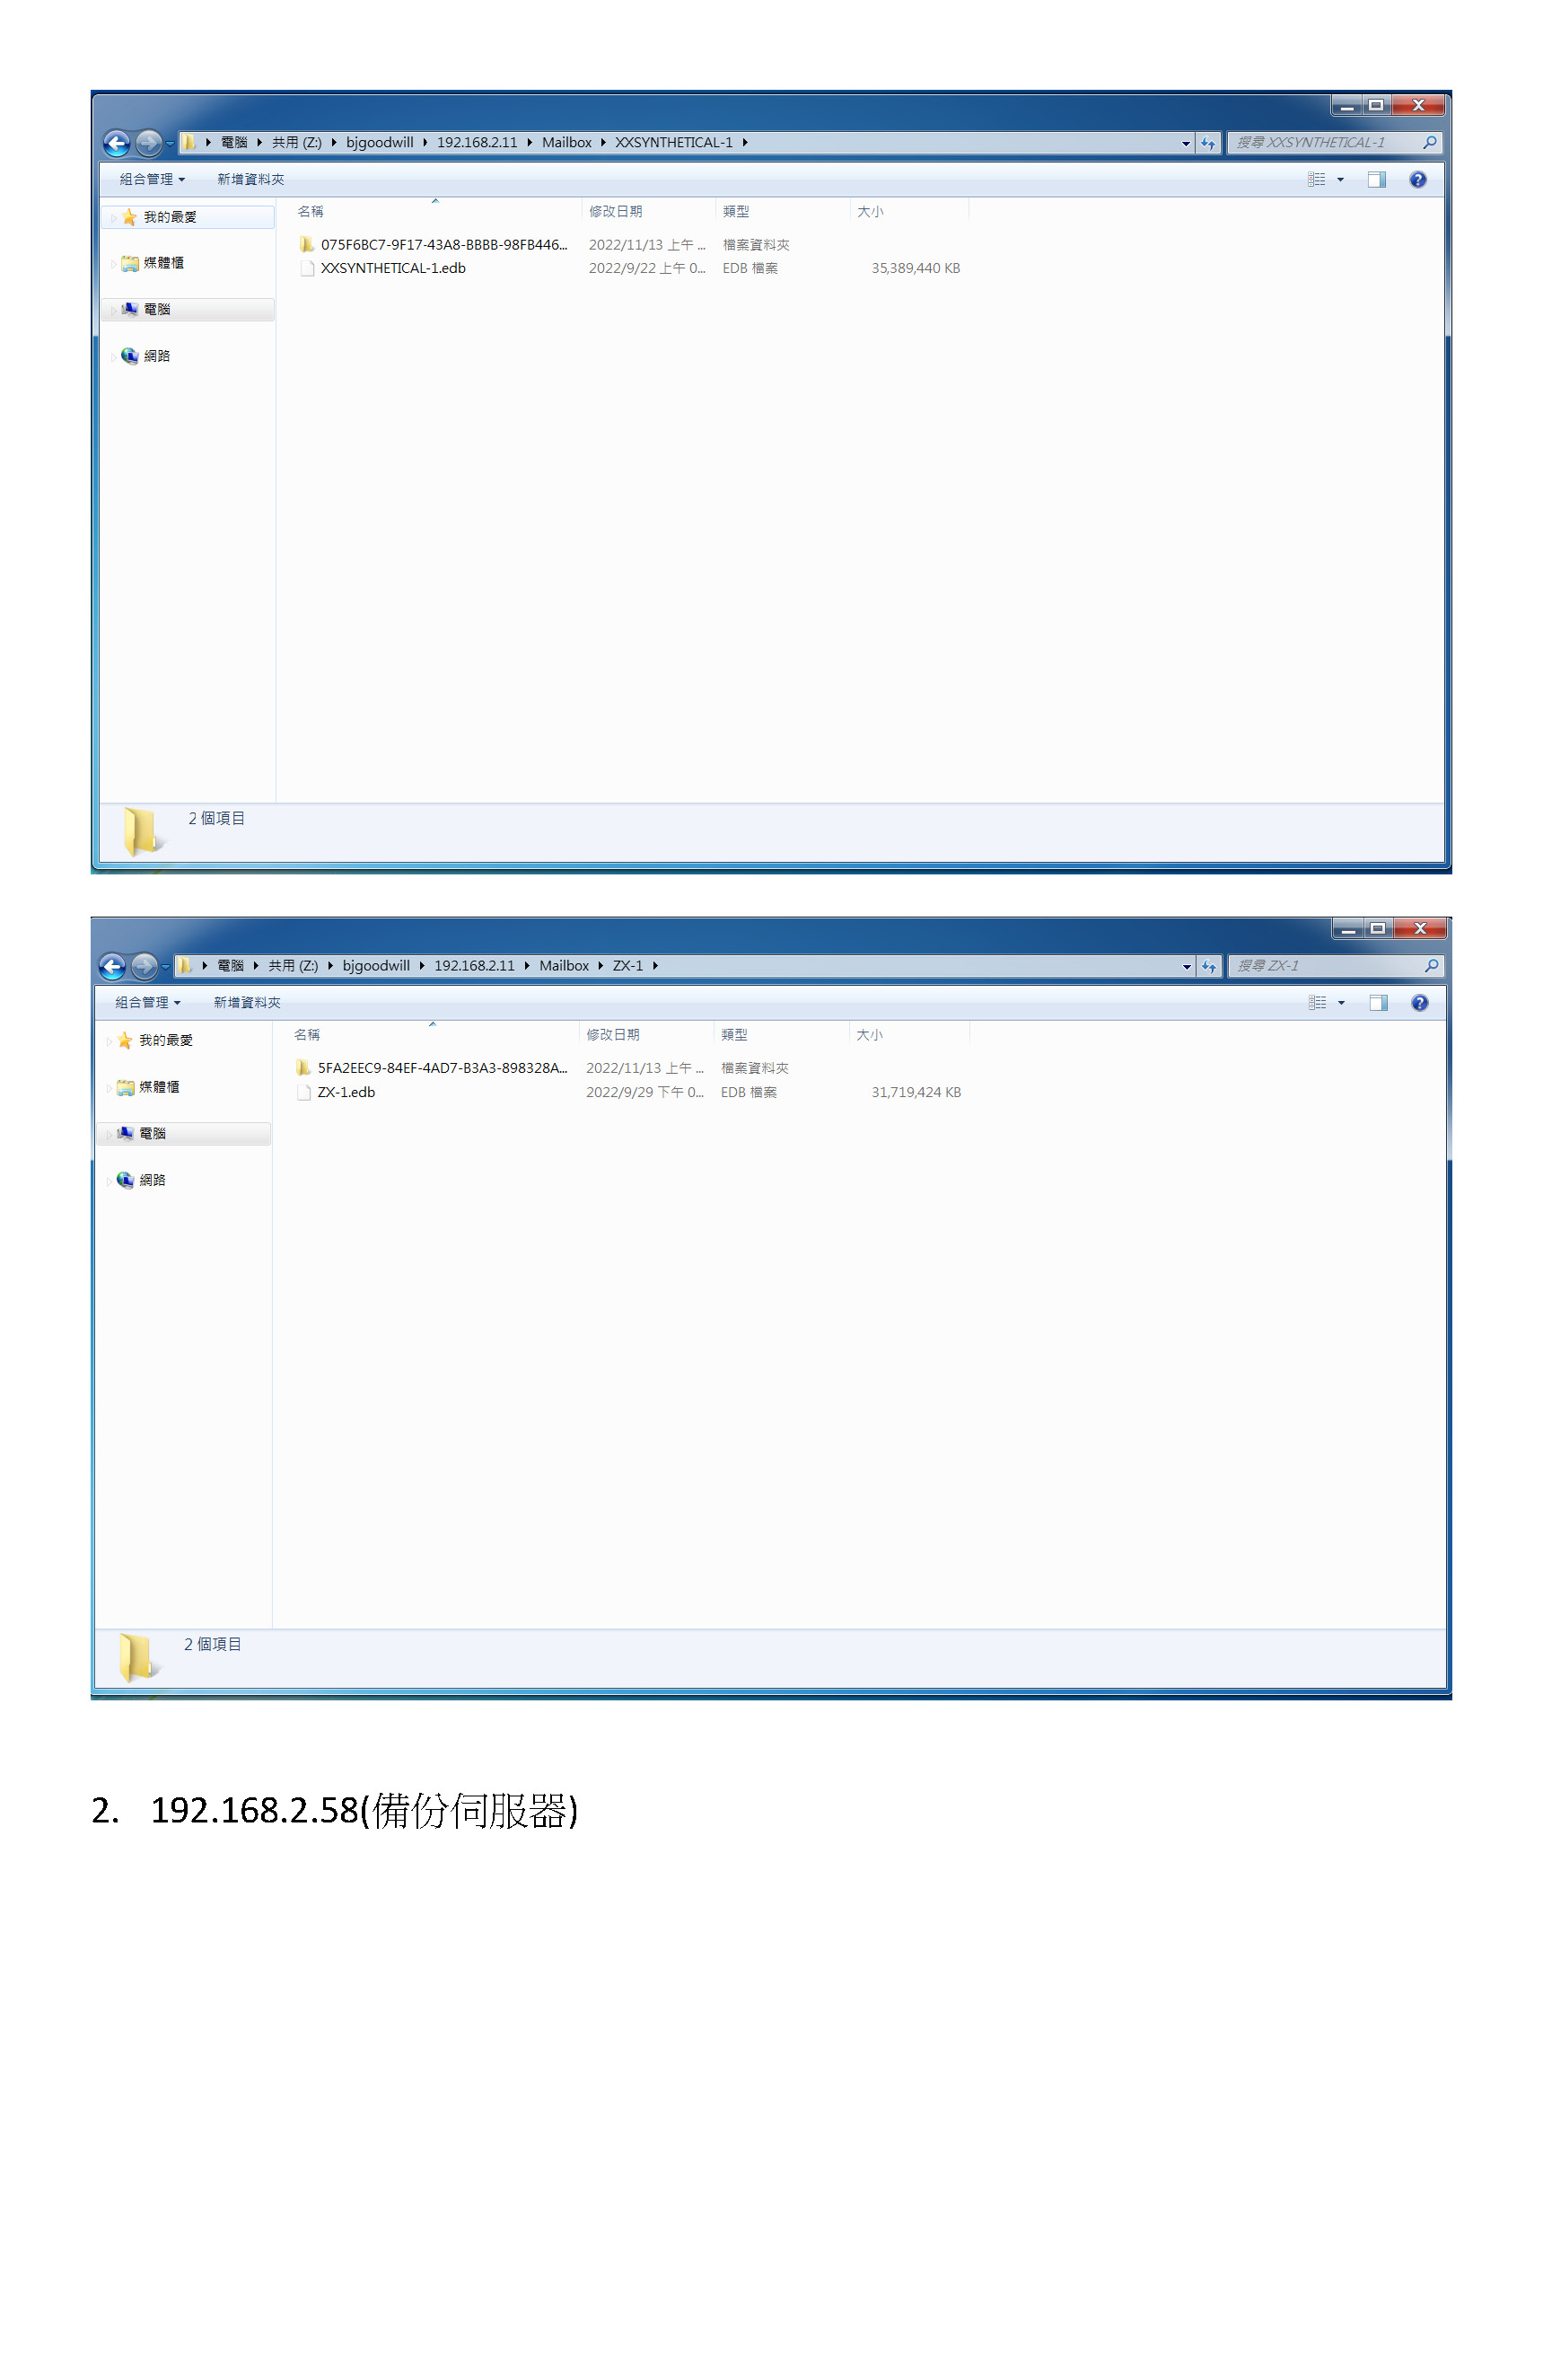 電腦 共用 (Z:) bjgoodwill 192.168.2.11 Mailbox XXSYNTHETICAL-1 搜尋 XXSYNTHETICAL-1
組合管理 新增資料夾
名稱 修改日期 類型 大小
我的最愛
075F6BC7-9F17-43A8-BBBB-98FB446... 2022/11/13 上午 ... 檔案資料夾
XXSYNTHETICAL-1.edb 2022/9/22 上午 0... EDB 檔案 35,389,440 KB
媒體櫃
電腦
網路
2 個項目
電腦 共用 (Z:) bjgoodwill 192.168.2.11 Mailbox ZX-1 搜尋 ZX-1
組合管理 新增資料夾
名稱 修改日期 類型 大小
我的最愛
5FA2EEC9-84EF-4AD7-B3A3-898328A... 2022/11/13 上午 ... 檔案資料夾
ZX-1.edb 2022/9/29 下午 0... EDB 檔案 31,719,424 KB
媒體櫃
電腦
網路
2 個項目
2. 192.168.2.58(備份伺服器)